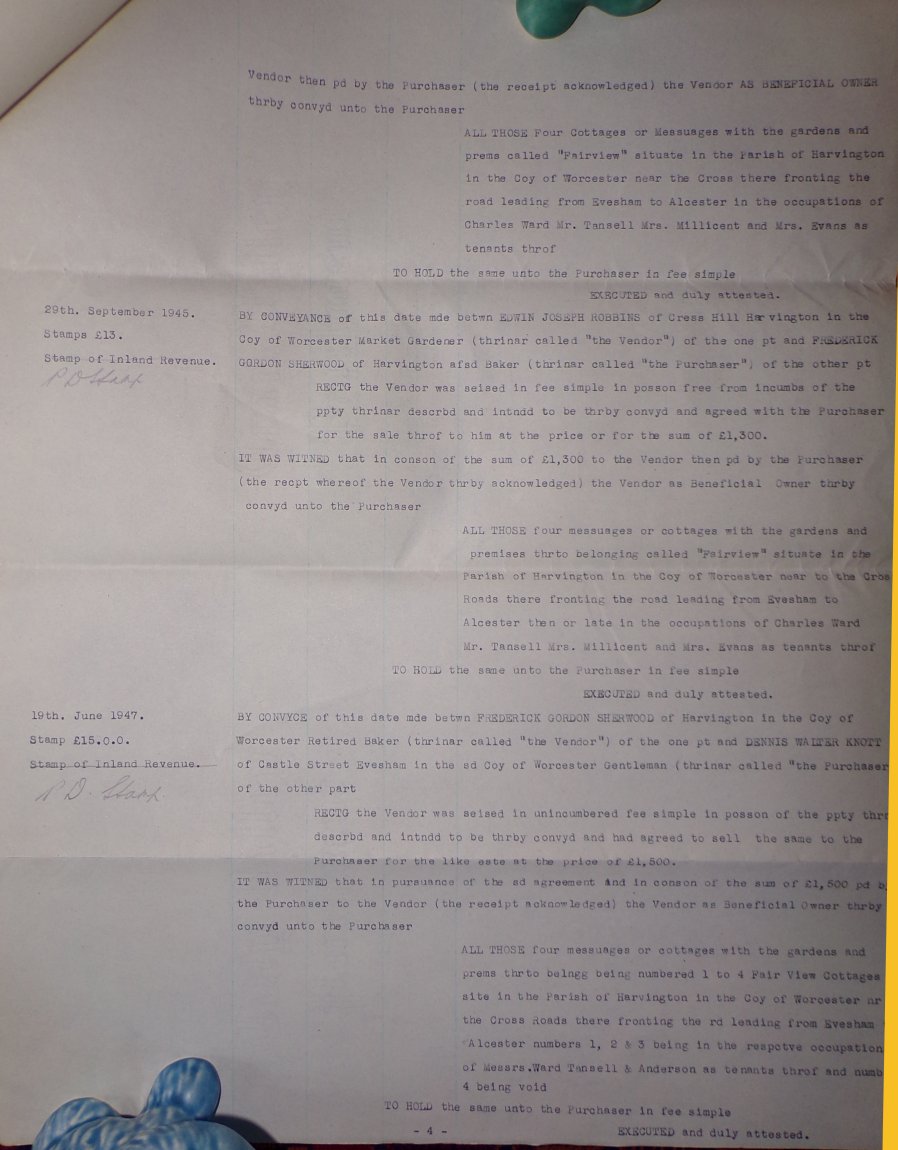 Vendor then pd by the Purchaser (the receipt acknowledged) the Vendor AS BENEFICIAL OWNER
thrby convyd unto the Purchaser
ALL THOSE Four Cottages or Messuages with the gardens and
prems called "Fairview" situate in the Parish of Harvington
in the Coy of Worcester near the Cross there fronting the
road leading from Evesham to Alcester in the occupations of
Charles Ward Mr. Tansell Mrs. Millicent and Mrs. Evans as
tenants throf
TO HOLD the same unto the Purchaser in fee simple
EXECUTED and duly attested.
29th. September 1945.
Stamps £13.
Stamp of Inland Revenue.
P D Stamp
BY CONVEYANCE of this date mde betwn EDWIN JOSEPH ROBBINS of Cress Hill Harvington in the
Coy of Worcester Market Gardener (thrinar called "the Vendor") of the one pt and FREDERICK
GORDON SHERWOOD of Harvington afsd Baker (thrinar called "the Purchaser") of the other pt
RECTG the Vendor was seised in fee simple in posson free from incumbs of the
ppty thrinar descrbd and intndd to be thrby convyd and agreed with the Purchaser
for the sale throf to him at the price or for the sum of £1,300.
IT WAS WITNED that in conson of the sum of £1,300 to the Vendor then pd by the Purchaser
(the recpt whereof the Vendor thrby acknowledged) the Vendor as Beneficial Owner thrby
convyd unto the Purchaser
ALL THOSE four messuages or cottages with the gardens and
premises thrto belonging called "Fairview" situate in the
Parish of Harvington in the Coy of Worcester near to the Cros
Roads there fronting the road leading from Evesham to
Alcester then or late in the occupations of Charles Ward
Mr. Tansell Mrs. Millicent and Mrs. Evans as tenants throf
TO HOLD the same unto the Purchaser in fee simple
EXECUTED and duly attested.
19th. June 1947.
Stamp £15.0.0.
Stamp of Inland Revenue.
P.D. Stamp.
BY CONVYCE of this date mde betwn FREDERICK GORDON SHERWOOD of Harvington in the Coy of
Worcester Retired Baker (thrinar called "the Vendor") of the one pt and DENNIS WALTER KNOTT
of Castle Street Evesham in the sd Coy of Worcester Gentleman (thrinar called "the Purchaser
of the other part
RECTG the Vendor was seised in unincumbered fee simple in posson of the ppty thr
descrbd and intndd to be thrby convyd and had agreed to sell the same to the
Purchaser for the like este at the price of £1,500.
IT WAS WITNED that in pursuance of the sd agreement And in conson of the sum of £1,500 pd b
the Purchaser to the Vendor (the receipt acknowledged) the Vendor as Beneficial Owner thrby
convyd unto the Purchaser
ALL THOSE four messuages or cottages with the gardens and
prems thrto belngg being numbered 1 to 4 Fair View Cottages
site in the Parish of Harvington in the Coy of Worcester nr
the Cross Roads there fronting the rd leading from Evesham
Alcester numbers 1, 2 & 3 being in the respctve occupation
of Messrs.Ward Tansell & Anderson as tenants throf and numb
4 being void
TO HOLD the same unto the Purchaser in fee simple
EXECUTED and duly attested.
- 4 -